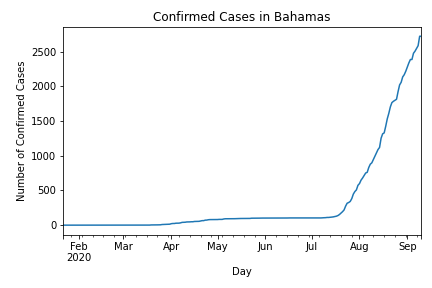 Confirmed Cases in Bahamas
Number of Confirmed Cases
2500
2000
1500
1000
500
0
Feb Mar Apr May Jun Jul Aug Sep
2020
Day